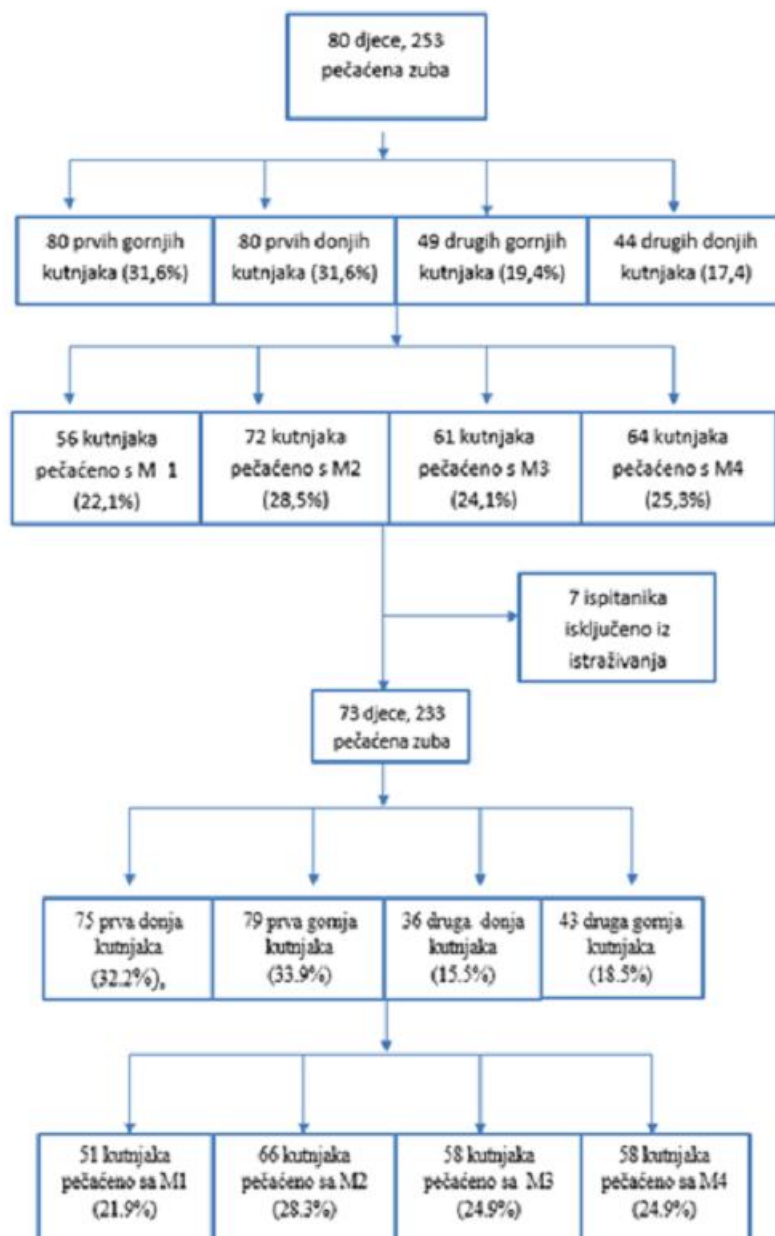 80 djece, 253
pečaćena zuba
80 prvih gornjih
kutnjaka (31,6%)
80 prvih donjih
kutnjaka (31,6%)
49 drugih gornjih
kutnjaka (19,4%)
44 drugih donjih
kutnjaka (17,4)
56 kutnjaka
pečaćeno s M 1
(22,1%)
72 kutnjaka
pečaćeno s M2
(28,5%)
61 kutnjaka
pečaćeno s M3
(24,1%)
64 kutnjaka
pečaćeno s M4
(25,3%)
7 ispitanika
isključeno iz
istraživanja
73 djece, 233
pečaćena zuba
75 prva donja
kutnjaka
(32.2%),
79 prva gornja
kutnjaka
(33.9%)
36 druga donja
kutnjaka
(15.5%)
43 druga gornja
kutnjaka
(18.5%)
51 kutnjaka
pečaćeno sa M1
(21.9%)
66 kutnjaka
pečaćeno sa M2
(28.3%)
58 kutnjaka
pečaćeno sa M3
(24.9%)
58 kutnjaka
pečaćeno sa M4
(24.9%)